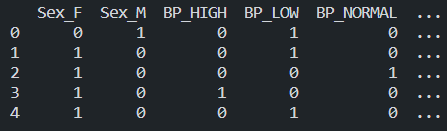 Sex_F Sex_M BP_HIGH BP_LOW BP_NORMAL ...
0 0 1 0 1 0 ...
1 1 0 0 1 0 ...
2 1 0 0 0 1 ...
3 1 0 1 0 0 ...
4 1 0 0 1 0 ...